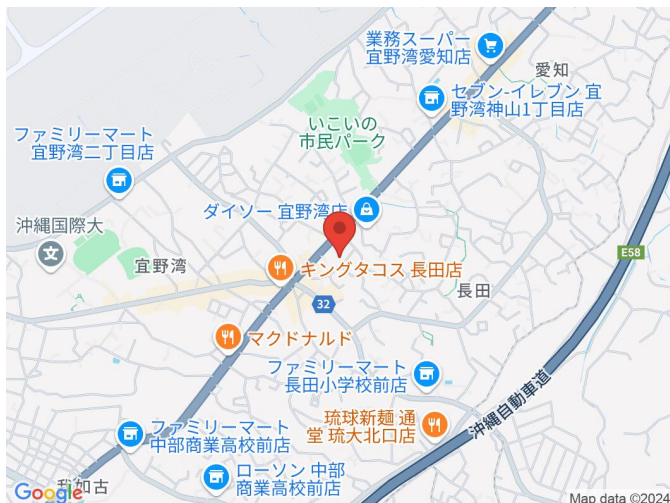 業務スーパー
宜野湾愛知店
愛知
セブン-イレブン 宜
野湾神山1丁目店
いこいの
市民パーク
ファミリーマート
宜野湾二丁目店
ダイソー 宜野湾店
沖縄国際大
宜野湾
キングタコス 長田店
E58
長田
32
マクドナルド
ファミリーマート
長田小学校前店
沖縄自動車道
琉球新麺 通
堂 琉大北口店
ファミリーマート
中部商業高校前店
我如古
ローソン 中部
商業高校前店
Google
Map data ©2024